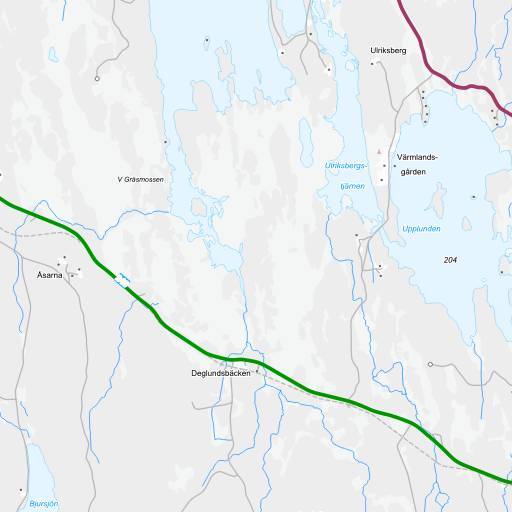 Ulriksberg
Värmlands-
gården
Ulriksbergs-
tjärnen
V Gräsmossen
Upplunden
204
Åsarna
Deglundsbäcken
Bjursjön